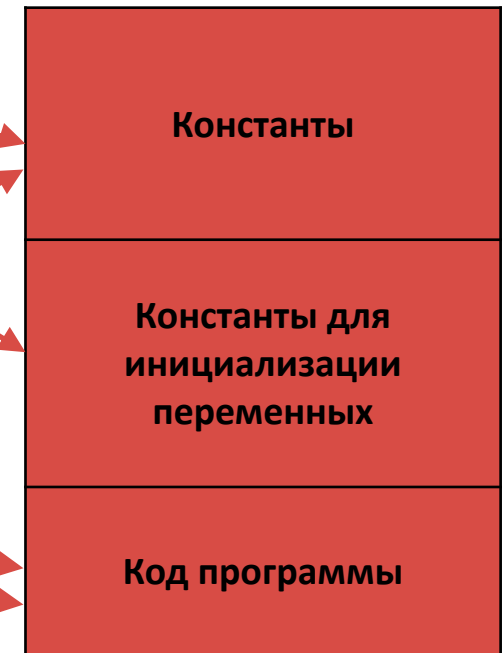 Константы
Константы для
инициализации
переменных
Код программы